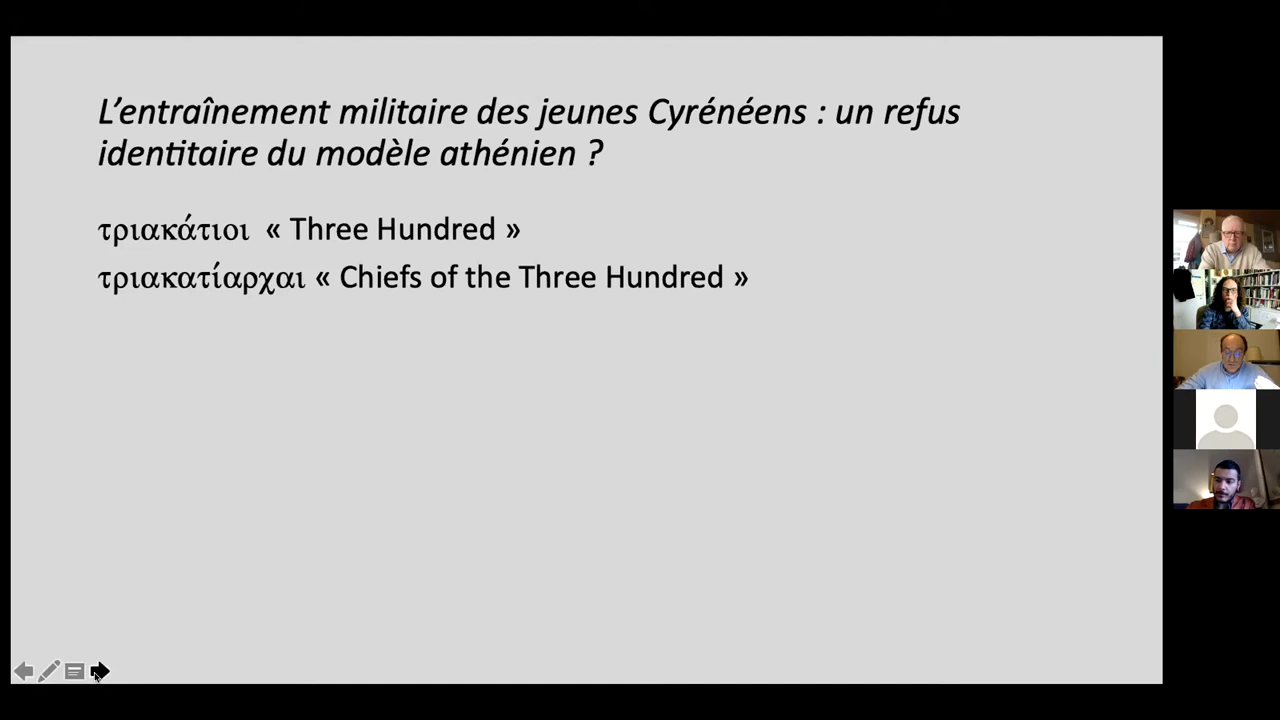 L’entraînement militaire des jeunes Cyrénéens : un refus
identitaire du modèle athénien ?
τριακάτιοι « Three Hundred »
τριακατίαρχαι « Chiefs of the Three Hundred »